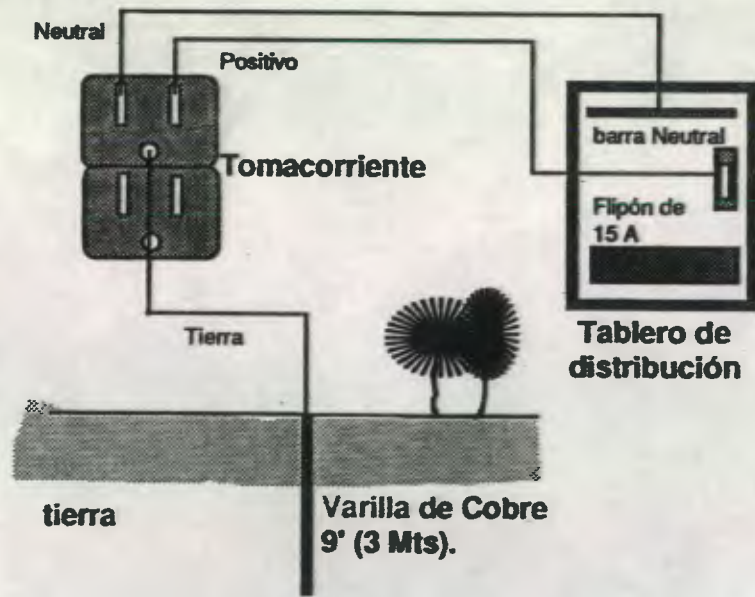 Neutral
Positivo
Tomacorriente
barra Neutral
Flipón de
15 A
Tablero de
distribución
Tierra
tierra
Varilla de Cobre
9' (3 Mts).